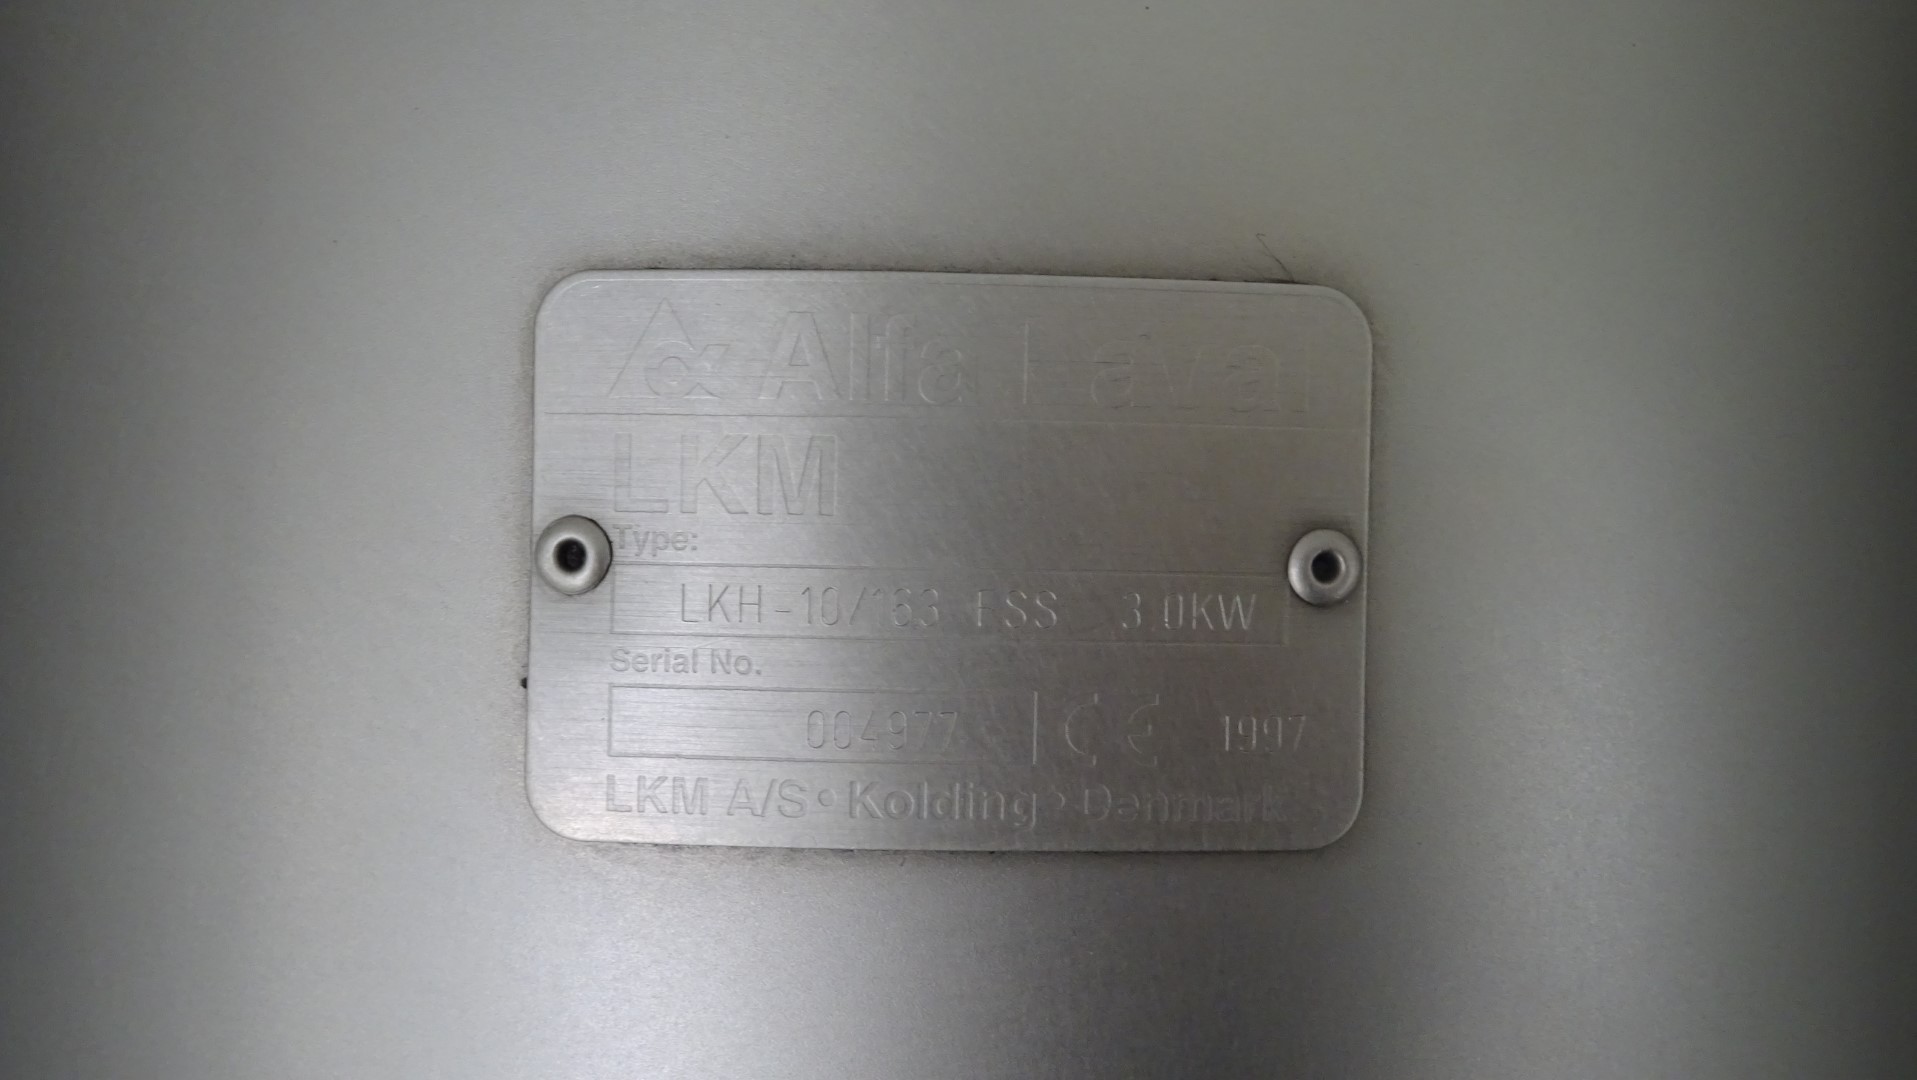 Alfa Laval
LKM
Type:
LKH-10/163 FSS 3.0KW
Serial No.
004977 CE 1997
LKM A/S • Kolding • Denmark